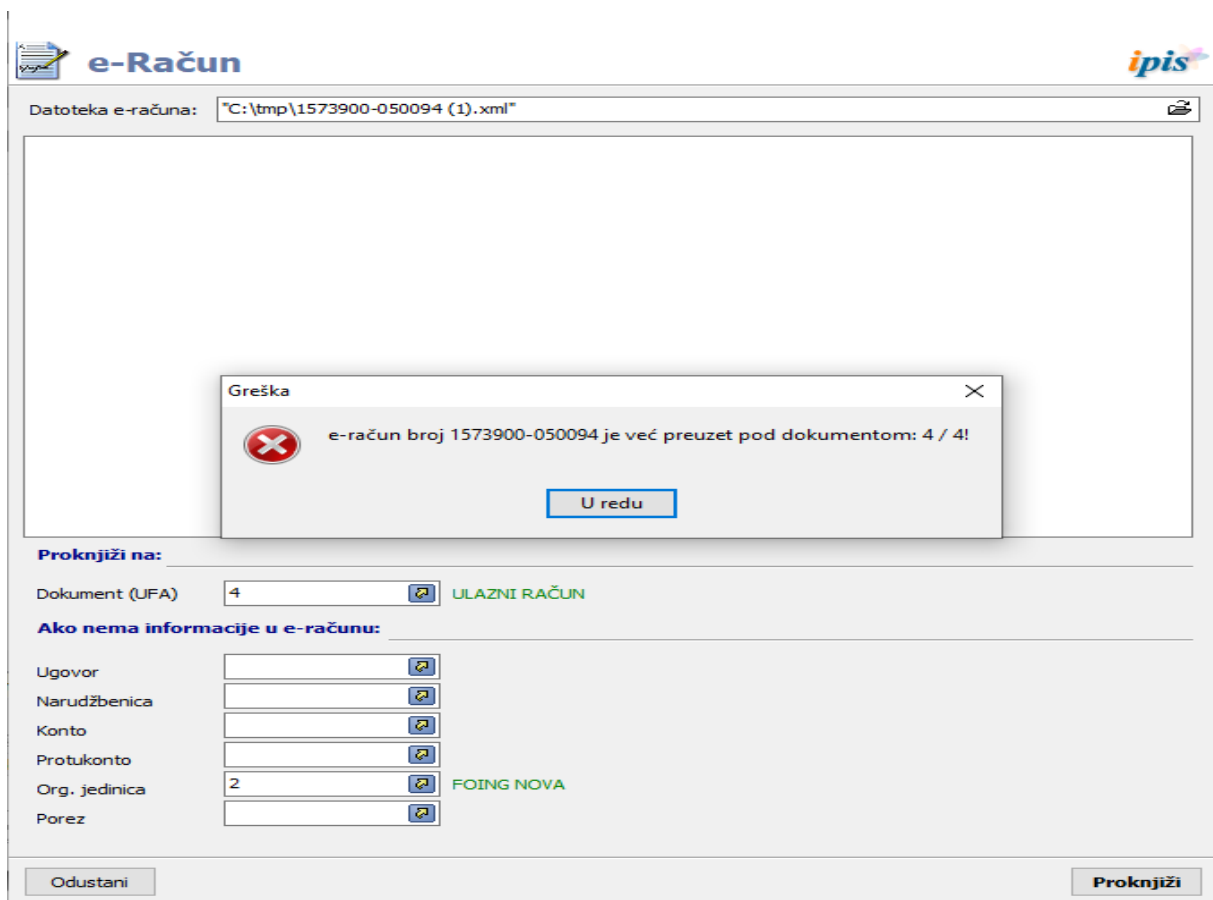 e-Račun
ipis
Datoteka e-računa: "C:\tmp\1573900-050094 (1).xml"
Greška
e-račun broj 1573900-050094 je već preuzet pod dokumentom: 4 / 4!
U redu
Proknjiži na:
Dokument (UFA) 4 ULAZNI RAČUN
Ako nema informacije u e-računu:
Ugovor
Narudžbenica
Konto
Protukonto
Org. jedinica 2 FOING NOVA
Porez
Odustani Proknjiži